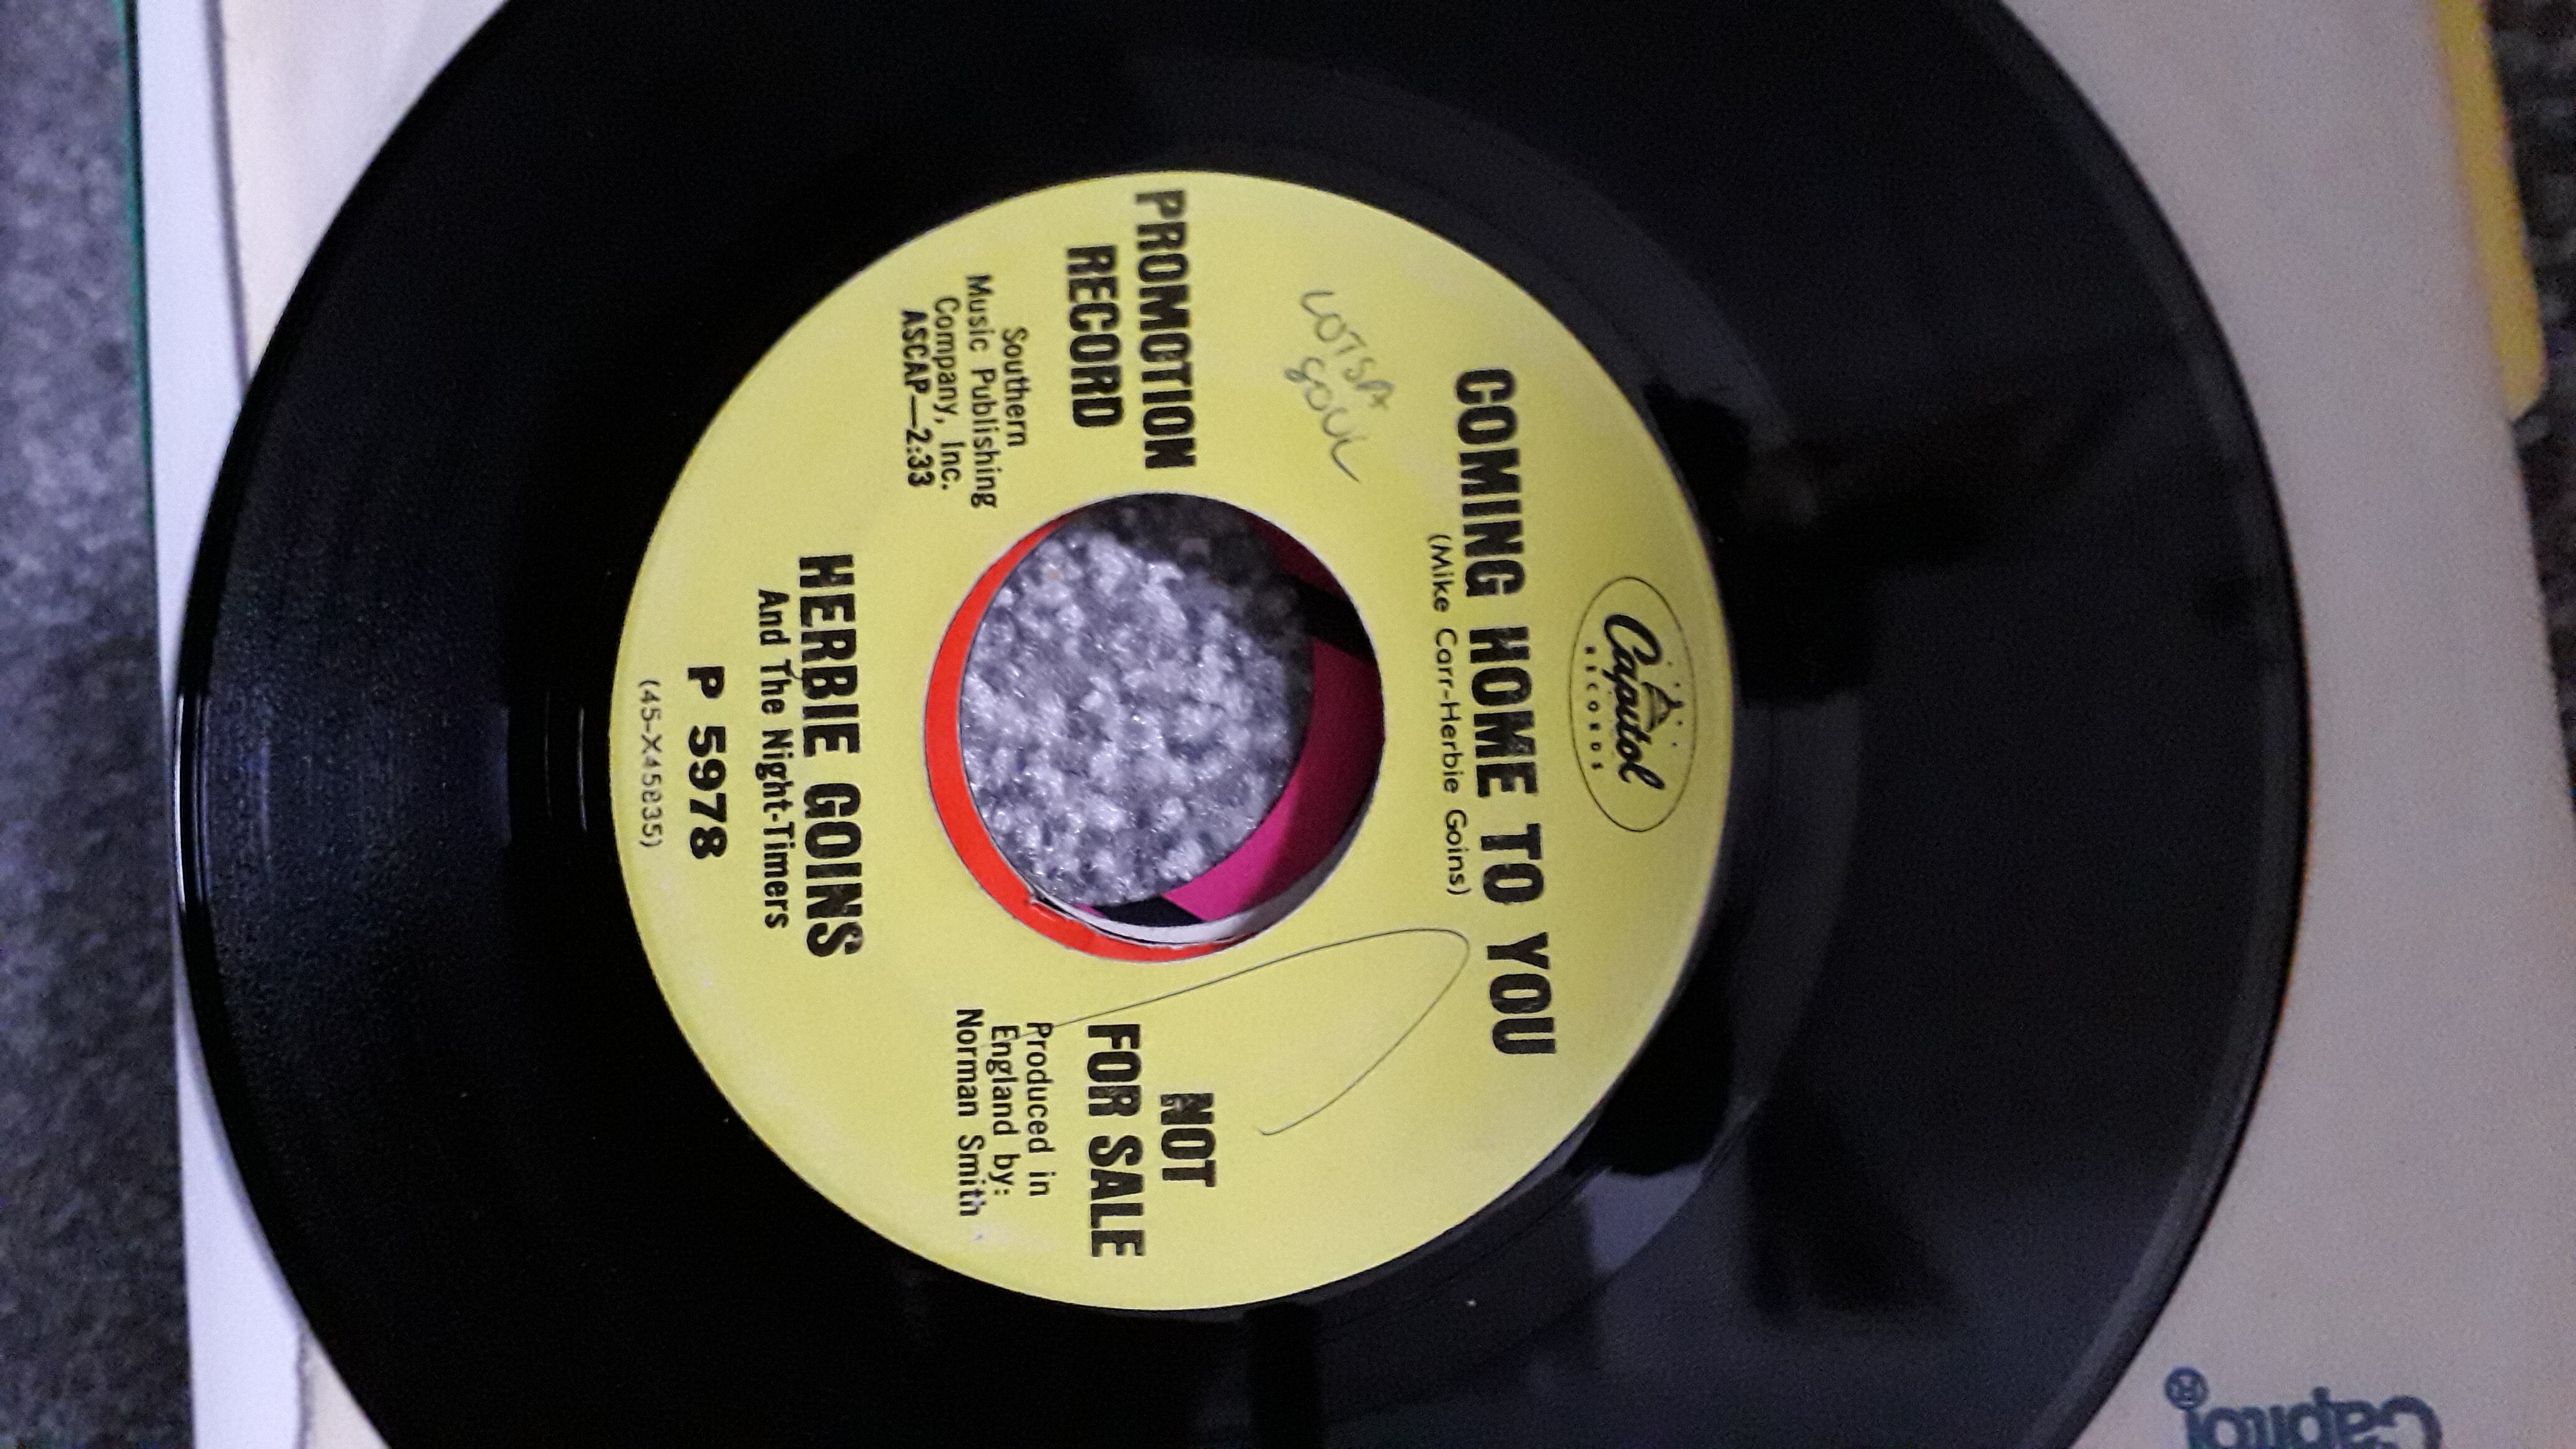 Capitol
RECORDS
COMING HOME TO YOU
(Mike Carr-Herbie Goins)
LOTSA
SOUL
PROMOTION
RECORD
Southern
Music Publishing
Company, Inc.
ASCAP—2:33
NOT
FOR SALE
Produced in
England by:
Norman Smith
HERBIE GOINS
And The Night-Timers
P 5978
(45-X45835)
Capitol®